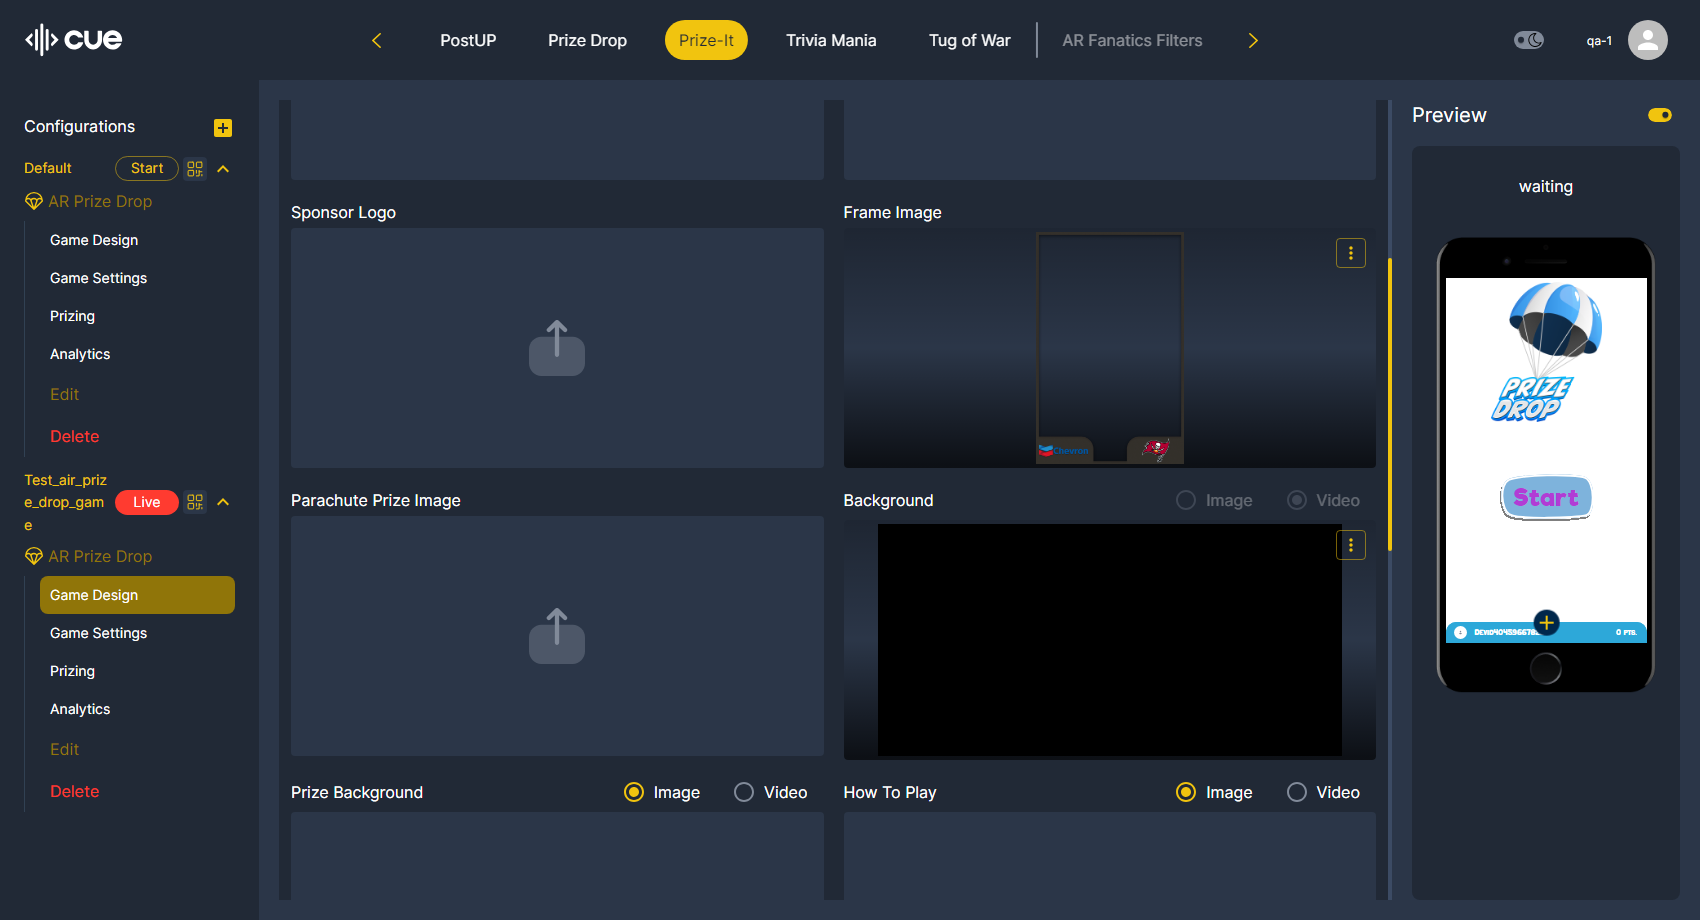 cue
PostUP
Prize Drop
Prize-It
Trivia Mania
Tug of War
AR Fanatics Filters
qa-1
Configurations
Default
Start
AR Prize Drop
Game Design
Game Settings
Prizing
Analytics
Edit
Delete
Test_air_priz
e_drop_gam
e
Live
AR Prize Drop
Game Design
Game Settings
Prizing
Analytics
Edit
Delete
Sponsor Logo
Frame Image
Chevron
Parachute Prize Image
Background
Image
Video
Prize Background
Image
Video
How To Play
Image
Video
Preview
waiting
PRIZE
DROP
Start
0 PTS.